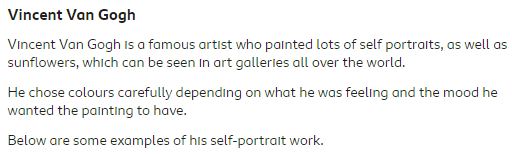 Vincent Van Gogh
Vincent Van Gogh is a famous artist who painted lots of self portraits, as well as
sunflowers, which can be seen in art galleries all over the world.
He chose colours carefully depending on what he was feeling and the mood he
wanted the painting to have.
Below are some examples of his self-portrait work.